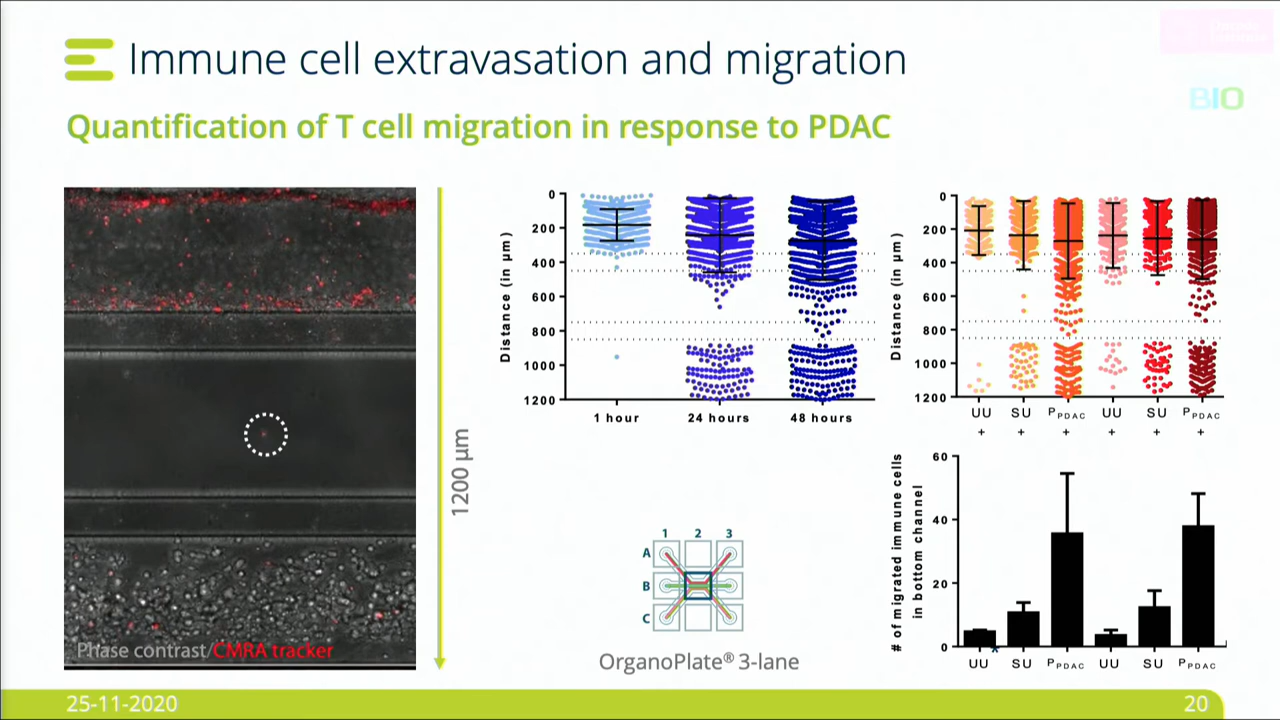 Immune cell extravasation and migration
BIO
Quantification of T cell migration in response to PDAC
Phase contrast/CMRA tracker
1200 µm
Distance (in µm)
0
200
400
600
800
1000
1200
1 hour
24 hours
48 hours
Distance (in µm)
0
200
400
600
800
1000
1200
UU
SU
PPDAC
UU
SU
PPDAC
+
+
+
+
+
+
# of migrated immune cells
in bottom channel
60
40
20
0
UU
*
SU
PPDAC
UU
SU
PPDAC
1
2
3
A
B
C
OrganoPlate® 3-lane
25-11-2020
20